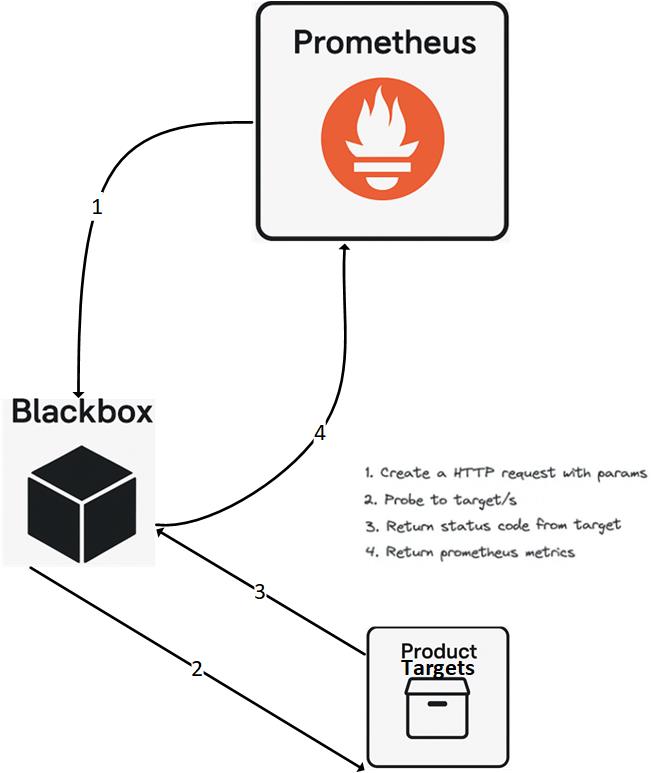 Prometheus
1
Blackbox
4
1. Create a HTTP request with params
2. Probe to target/s
3. Return status code from target
4. Return prometheus metrics
3
2
Product
Targets